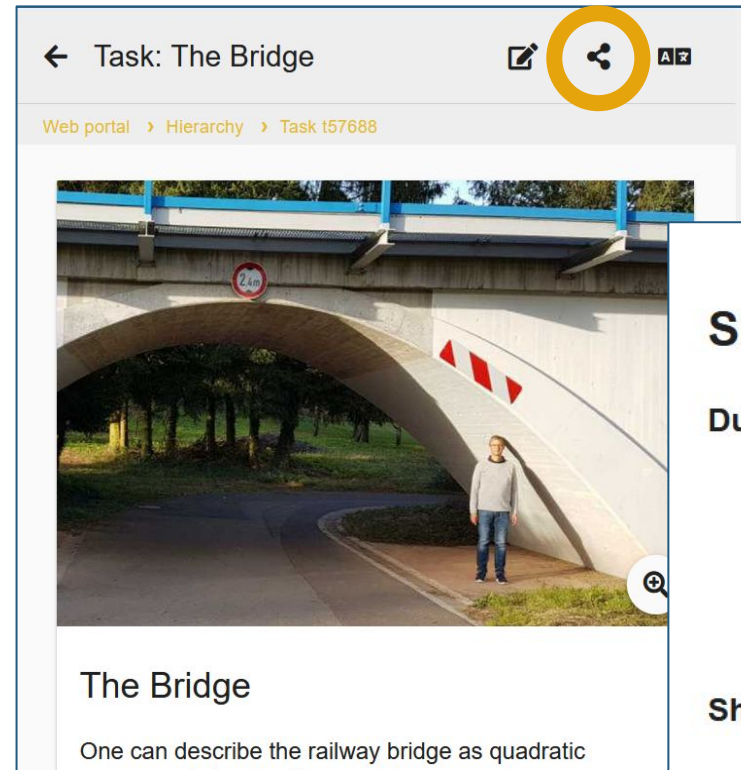 Task: The Bridge
Web portal › Hierarchy › Task t57688
2,4m
The Bridge
One can describe the railway bridge as quadratic